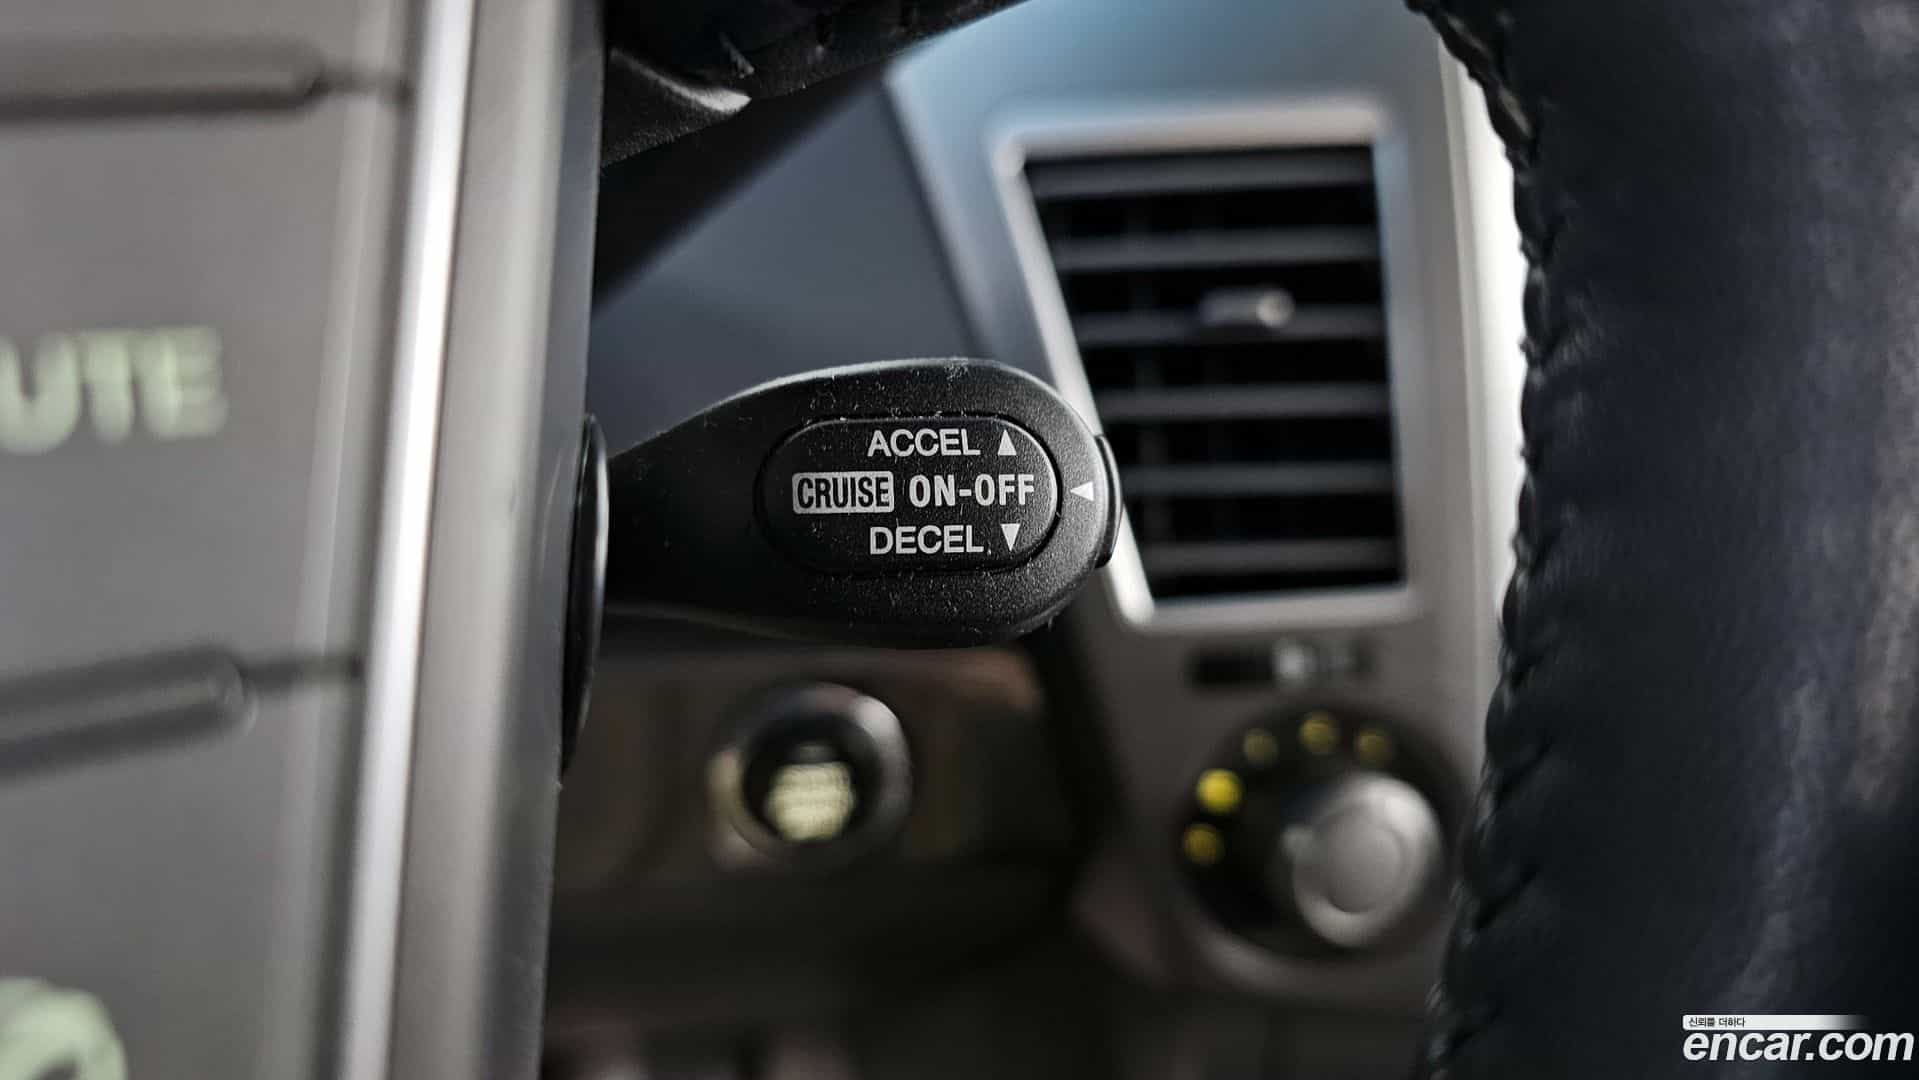 UTE
ACCEL ▲
CRUISE ON-OFF ◀
DECEL ▼
신뢰를 더하다
encar.com